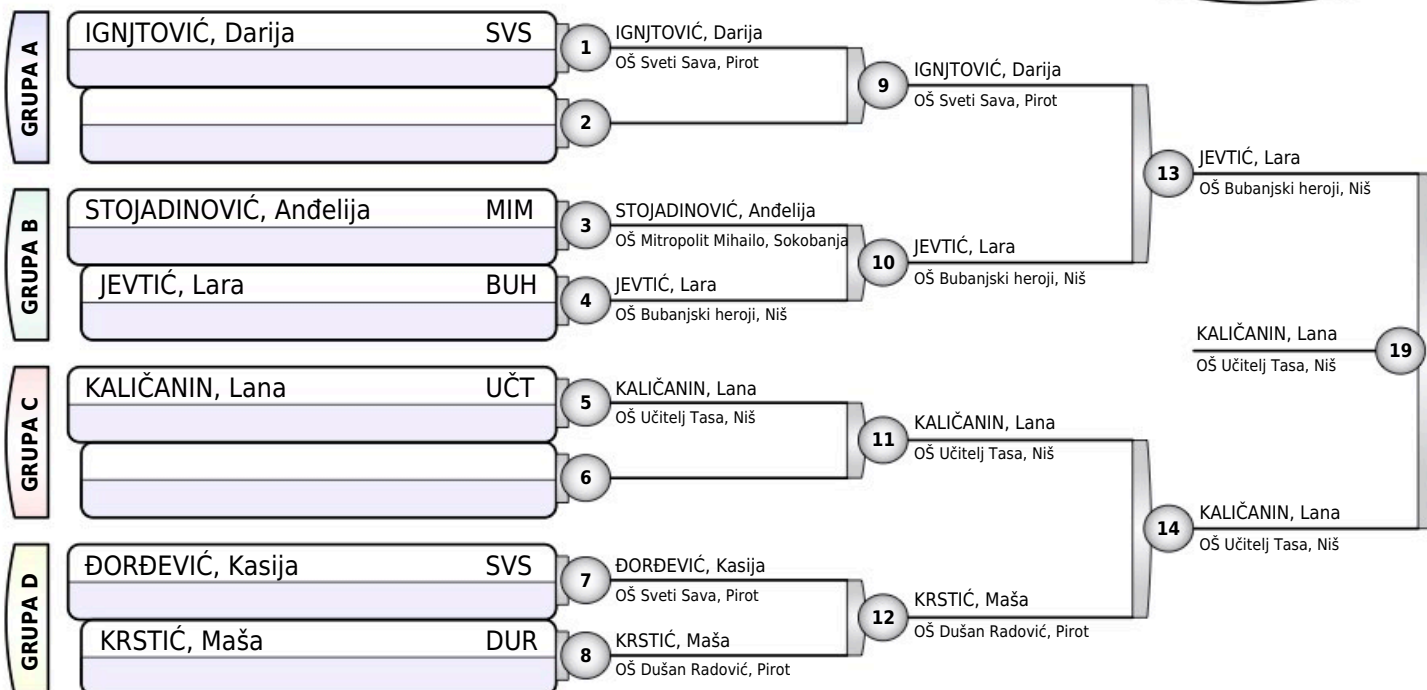 GRUPA A
IGNJTOVIĆ, Darija SVS
1
IGNJTOVIĆ, Darija
OŠ Sveti Sava, Pirot
2
9
IGNJTOVIĆ, Darija
OŠ Sveti Sava, Pirot
GRUPA B
STOJADINOVIĆ, Anđelija MIM
3
STOJADINOVIĆ, Anđelija
OŠ Mitropolit Mihailo, Sokobanja
JEVTIĆ, Lara BUH
4
JEVTIĆ, Lara
OŠ Bubanjski heroji, Niš
10
JEVTIĆ, Lara
OŠ Bubanjski heroji, Niš
13
JEVTIĆ, Lara
OŠ Bubanjski heroji, Niš
GRUPA C
KALIČANIN, Lana UČT
5
KALIČANIN, Lana
OŠ Učitelj Tasa, Niš
6
11
KALIČANIN, Lana
OŠ Učitelj Tasa, Niš
GRUPA D
ĐORĐEVIĆ, Kasija SVS
7
ĐORĐEVIĆ, Kasija
OŠ Sveti Sava, Pirot
KRSTIĆ, Maša DUR
8
KRSTIĆ, Maša
OŠ Dušan Radović, Pirot
12
KRSTIĆ, Maša
OŠ Dušan Radović, Pirot
14
KALIČANIN, Lana
OŠ Učitelj Tasa, Niš
KALIČANIN, Lana
OŠ Učitelj Tasa, Niš
19